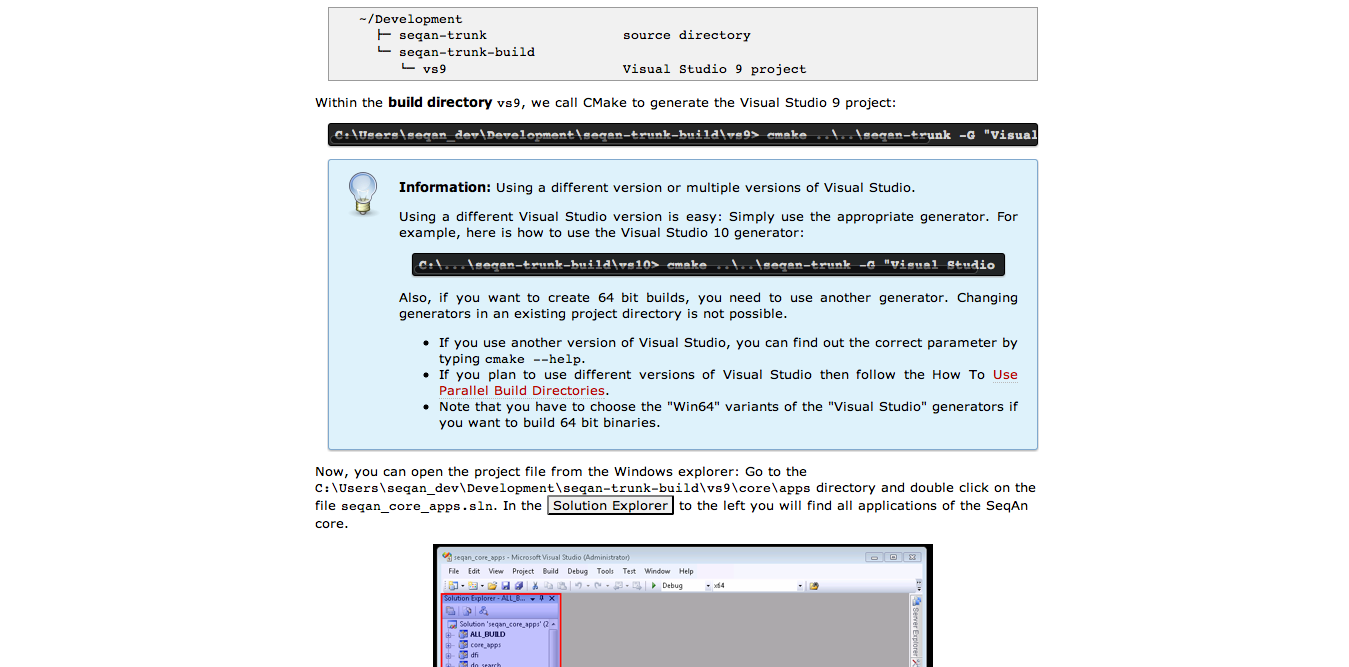 ~/Development
├─ seqan-trunk source directory
└─ seqan-trunk-build
└─ vs9 Visual Studio 9 project
Within the build directory vs9, we call CMake to generate the Visual Studio 9 project:
C:\Users\seqan_dev\Development\seqan-trunk-build\vs9> cmake ..\..\seqan-trunk -G "Visual
Information: Using a different version or multiple versions of Visual Studio.
Using a different Visual Studio version is easy: Simply use the appropriate generator. For
example, here is how to use the Visual Studio 10 generator:
C:\...\seqan-trunk-build\vs10> cmake ..\..\seqan-trunk -G "Visual Studio
Also, if you want to create 64 bit builds, you need to use another generator. Changing
generators in an existing project directory is not possible.
• If you use another version of Visual Studio, you can find out the correct parameter by
typing cmake --help.
• If you plan to use different versions of Visual Studio then follow the How To Use
Parallel Build Directories.
• Note that you have to choose the "Win64" variants of the "Visual Studio" generators if
you want to build 64 bit binaries.
Now, you can open the project file from the Windows explorer: Go to the
C:\Users\seqan_dev\Development\seqan-trunk-build\vs9\core\apps directory and double click on the
file seqan_core_apps.sln. In the Solution Explorer to the left you will find all applications of the SeqAn
core.
seqan_core_apps - Microsoft Visual Studio (Administrator)
File Edit View Project Build Debug Tools Test Window Help
Debug x64
Solution Explorer - ALL_B...
Solution 'seqan_core_apps' (2
ALL_BUILD
core_apps
dfi
do_search
Server Explorer